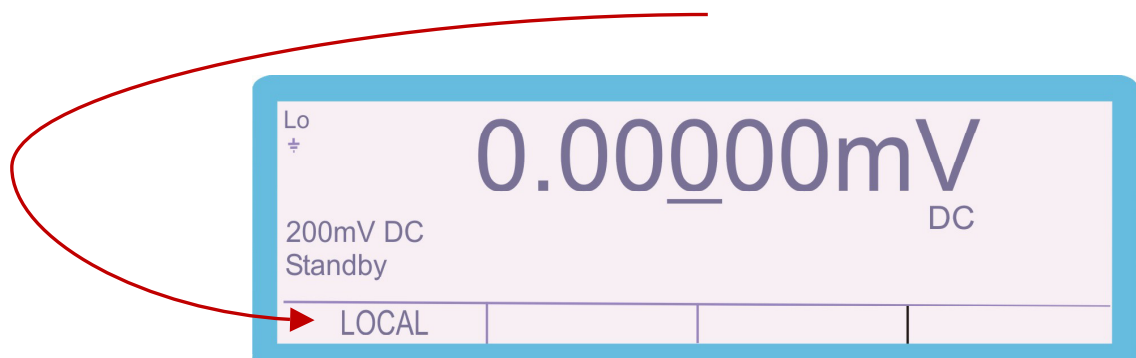 Lo
0.00000mV
DC
200mV DC
Standby
LOCAL